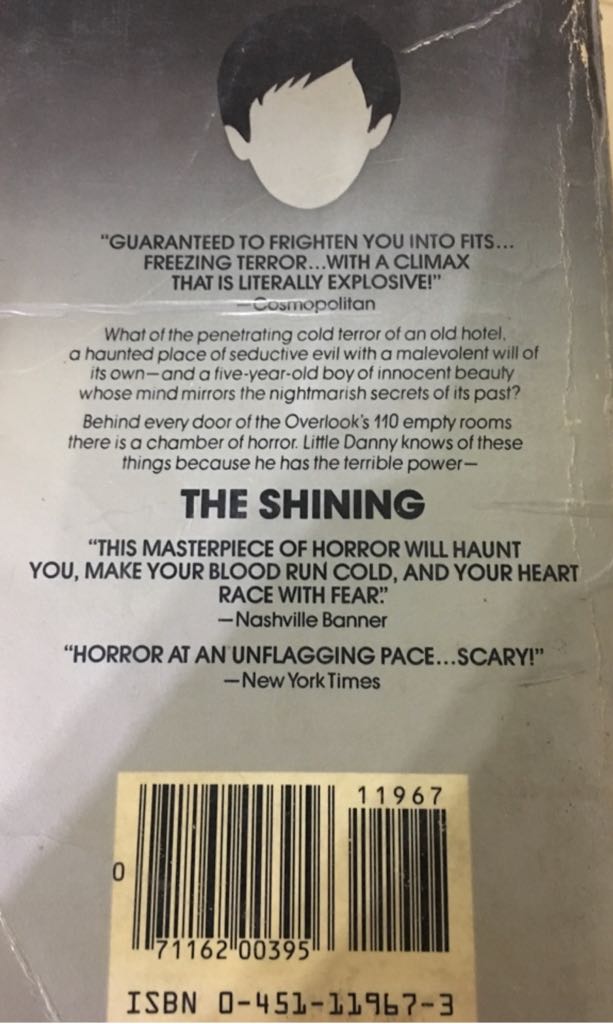 "GUARANTEED TO FRIGHTEN YOU INTO FITS...
FREEZING TERROR...WITH A CLIMAX
THAT IS LITERALLY EXPLOSIVE!"
—Cosmopolitan
What of the penetrating cold terror of an old hotel,
a haunted place of seductive evil with a malevolent will of
its own—and a five-year-old boy of innocent beauty
whose mind mirrors the nightmarish secrets of its past?
Behind every door of the Overlook's 110 empty rooms
there is a chamber of horror. Little Danny knows of these
things because he has the terrible power—
THE SHINING
"THIS MASTERPIECE OF HORROR WILL HAUNT
YOU, MAKE YOUR BLOOD RUN COLD, AND YOUR HEART
RACE WITH FEAR."
—Nashville Banner
"HORROR AT AN UNFLAGGING PACE...SCARY!"
—New York Times
11967
0
71162 00395
ISBN 0-451-11967-3